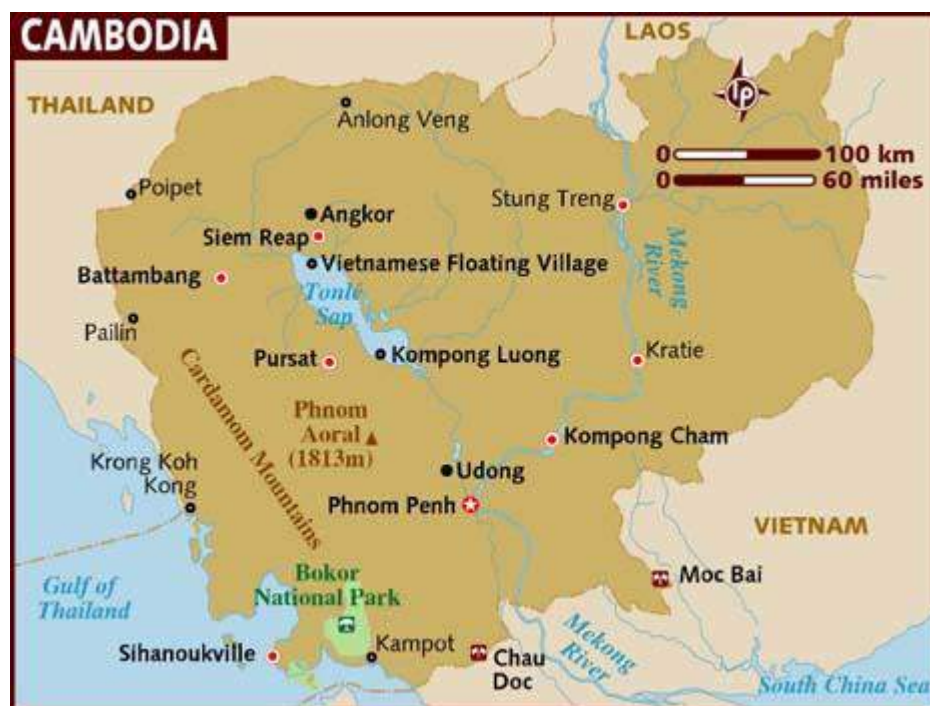 CAMBODIA
LAOS
THAILAND
Anlong Veng
lp
0 100 km
0 60 miles
Poipet
Stung Treng
Angkor
Siem Reap
Mekong
River
Vietnamese Floating Village
Battambang
Tonlé
Sap
Pailin
Pursat
Kompong Luong
Kratie
Cardamom Mountains
Phnom
Aoral
(1813m)
Kompong Cham
Krong Koh
Kong
Udong
Phnom Penh
VIETNAM
Gulf of
Thailand
Bokor
National Park
Moc Bai
Mekong
River
Sihanoukville
Kampot
Chau
Doc
South China Sea